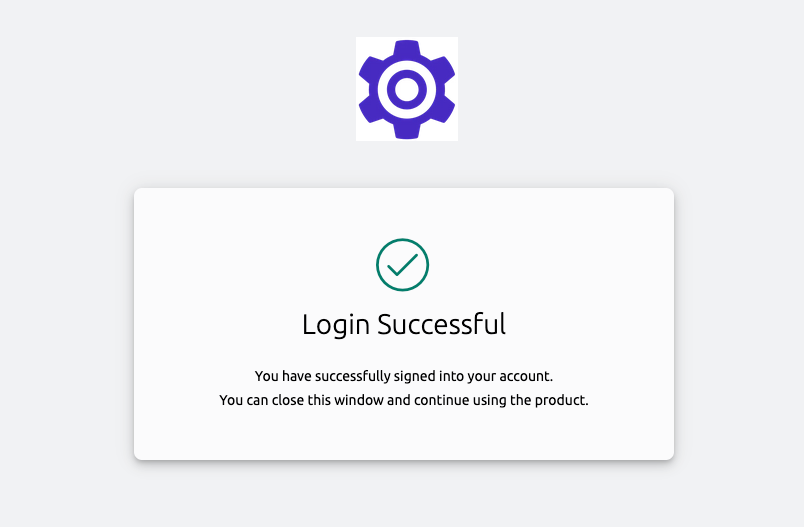 Login Successful
You have successfully signed into your account.
You can close this window and continue using the product.